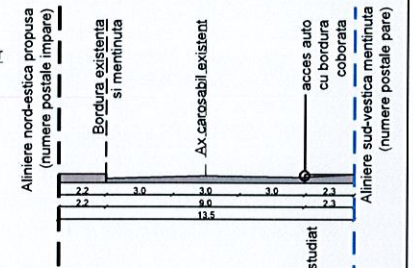 Aliniere nord-estica propusa
(numere postale impare)
Bordura existenta
si mentinuta
Ax carosabil existent
acces auto
cu bordura
coborata
Aliniere sud-vestica mentinuta
(numere postale pare)
2.2 3.0 3.0 3.0 2.3
2.2 9.0 2.3
13.5
studiat